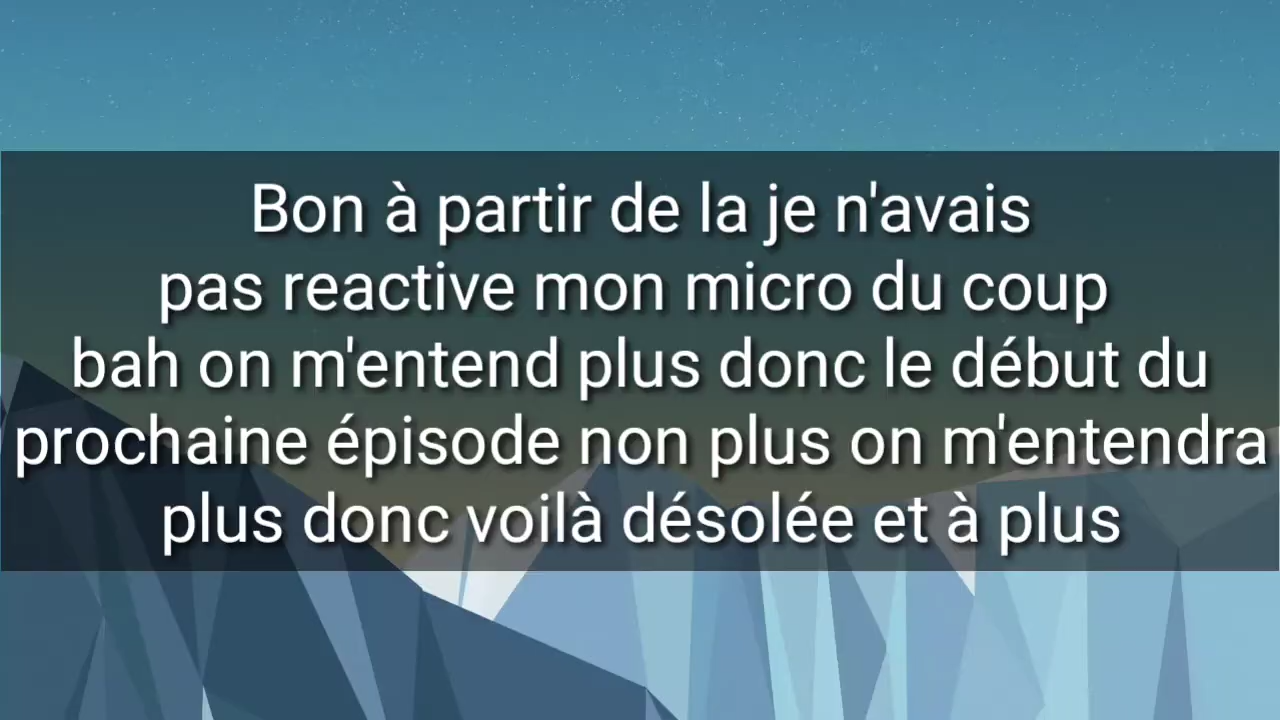 Bon à partir de la je n'avais
pas reactive mon micro du coup
bah on m'entend plus donc le début du
prochaine épisode non plus on m'entendra
plus donc voilà désolée et à plus